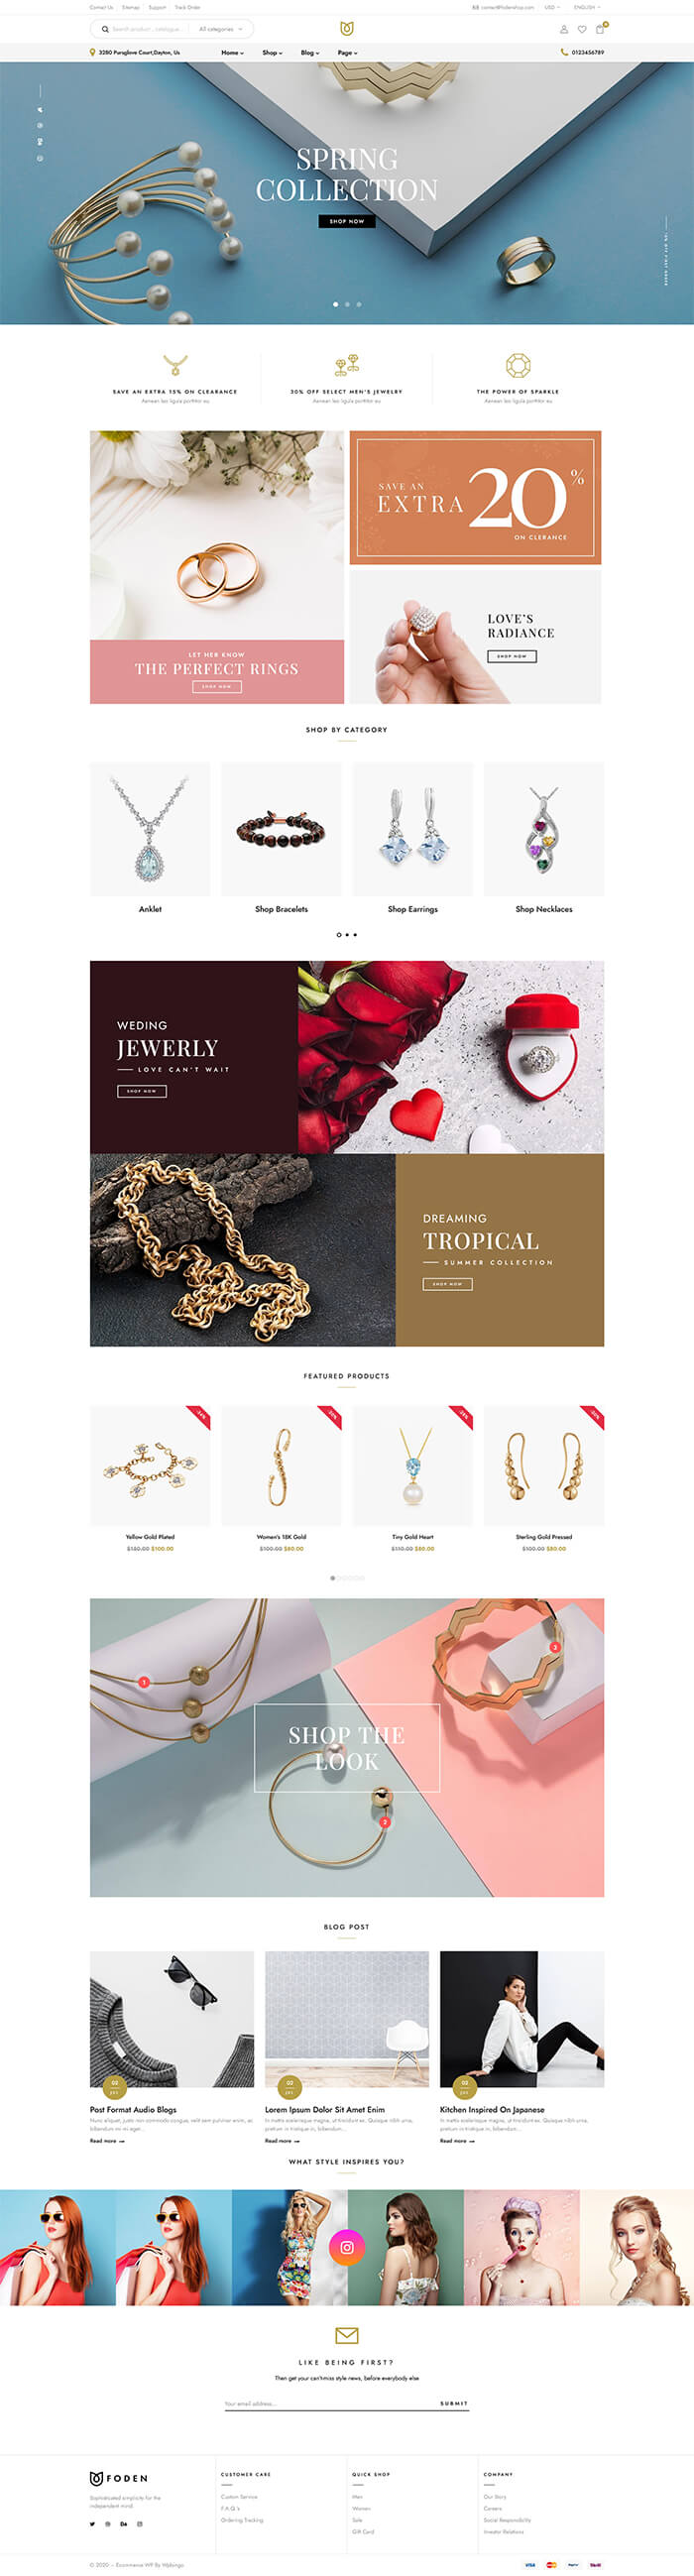 Contact Us Sitemap Support Track Order
contact@fodenshop.com USD ENGLISH
Search product, catalogue... All categories
3280 Pursglove Court,Dayton, Us Home Shop Blog Page 0123456789
SPRING
COLLECTION
SHOP NOW
SAVE AN EXTRA 15% ON CLEARANCE
Aenean leo ligula porttitor eu
30% OFF SELECT MEN'S JEWELRY
Aenean leo ligula porttitor eu
THE POWER OF SPARKLE
Aenean leo ligula porttitor eu
LET HER KNOW
THE PERFECT RINGS
SHOP NOW
SAVE AN
EXTRA
20%
ON CLERANCE
LOVE'S
RADIANCE
SHOP NOW
SHOP BY CATEGORY
Anklet
Shop Bracelets
Shop Earrings
Shop Necklaces
WEDING
JEWERLY
LOVE CAN'T WAIT
SHOP NOW
DREAMING
TROPICAL
SUMMER COLLECTION
SHOP NOW
FEATURED PRODUCTS
Yellow Gold Plated
$130.00 $100.00
Women's 18K Gold
$100.00 $80.00
Tiny Gold Heart
$110.00 $80.00
Sterling Gold Pressed
$100.00 $80.00
1
3
SHOP THE
LOOK
2
BLOG POST
Post Format Audio Blogs
Nunc aliquet, justo non commodo congue, velit sem pulvinar enim, ac
bibendum mi mi eget...
Read more
Lorem Ipsum Dolor Sit Amet Enim
In mattis scelerisque magna, ut tincidunt ex. Quisque nibh urna,
pretium in tristique in, bibendum...
Read more
Kitchen Inspired On Japanese
In mattis scelerisque magna, ut tincidunt ex. Quisque nibh urna,
pretium in tristique in, bibendum...
Read more
WHAT STYLE INSPIRES YOU?
LIKE BEING FIRST?
Then get your can'tmiss style news, before everybody else
Your email address... SUBMIT
FODEN
Sophisticated simplicity for the
independent mind.
CUSTOMER CARE
Custom Service
F.A.Q.'s
Ordering Tracking
QUICK SHOP
Men
Women
Sale
Gift Card
COMPANY
Our Story
Careers
Social Responsibility
Investor Relations
© 2020 – Ecommerce WP By Wpbingo
VISA PayPal Skrill